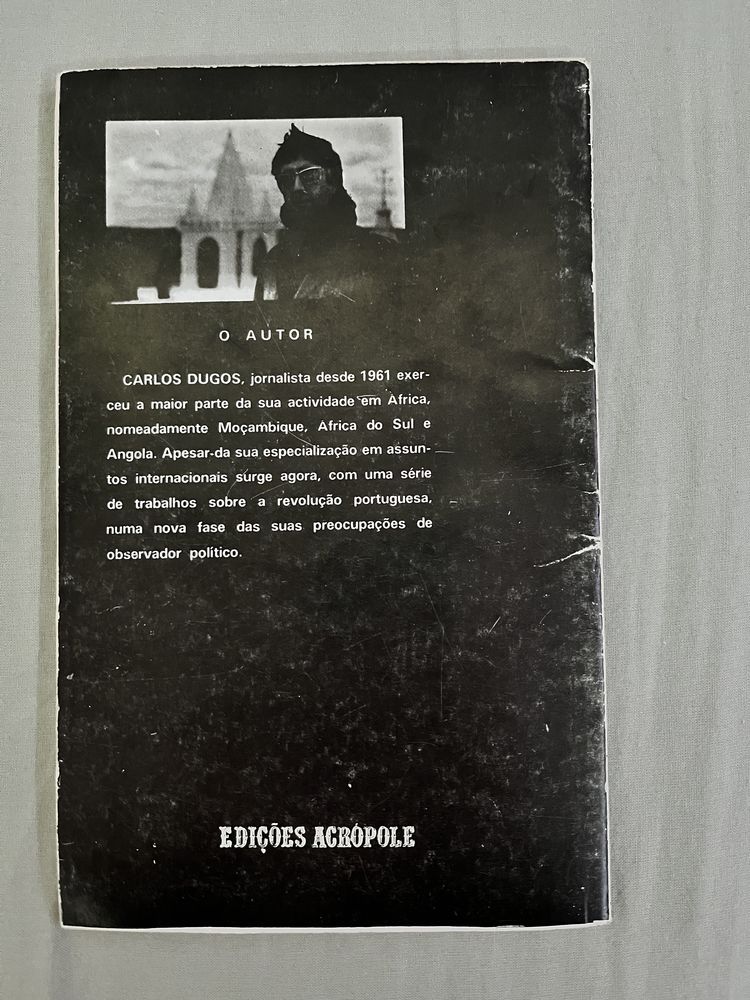 O AUTOR
CARLOS DUGOS, jornalista desde 1961 exer-
ceu a maior parte da sua actividade em África,
nomeadamente Moçambique, África do Sul e
Angola. Apesar da sua especialização em assun-
tos internacionais surge agora, com uma série
de trabalhos sobre a revolução portuguesa,
numa nova fase das suas preocupações de
observador político.
EDIÇÕES ACRÓPOLE